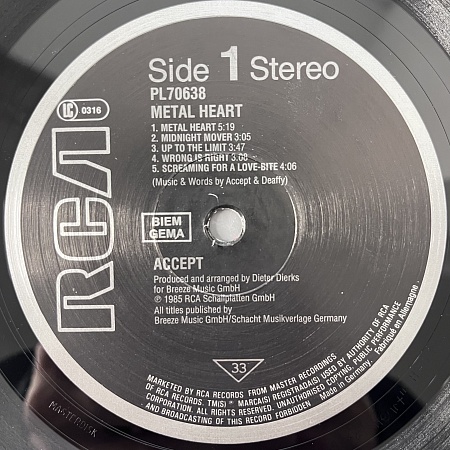 Side 1 Stereo
PL70638
METAL HEART
LC 0316
1. METAL HEART 5:19
2. MIDNIGHT MOVER 3:05
3. UP TO THE LIMIT 3:47
4. WRONG IS RIGHT 3:08
5. SCREAMING FOR A LOVE-BITE 4:06
(Music & Words by Accept & Deaffy)
RCA
BIEM
GEMA
ACCEPT
Produced and arranged by Dieter Dierks
for Breeze Music GmbH
℗ 1985 RCA Schallplatten GmbH
All titles published by
Breeze Music GmbH/Schacht Musikverlage Germany
33
MARKETED BY RCA RECORDS. FROM MASTER RECORDINGS
OF RCA RECORDS. TM(S) ® MARCA(S) REGISTRADA(S) USED BY AUTHORITY OF RCA
CORPORATION. ALL RIGHTS RESERVED. UNAUTHORISED COPYING, PUBLIC PERFORMANCE
AND BROADCASTING OF THIS RECORD FORBIDDEN
Made in Germany. Fabriqué en Allemagne
MASTERDISK